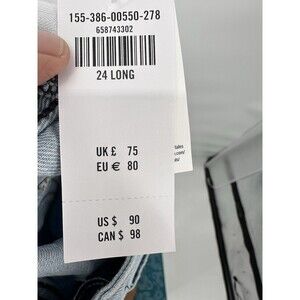 155-386-00550-278
658743302
24 LONG
UK £ 75
EU € 80
US $ 90
CAN $ 98